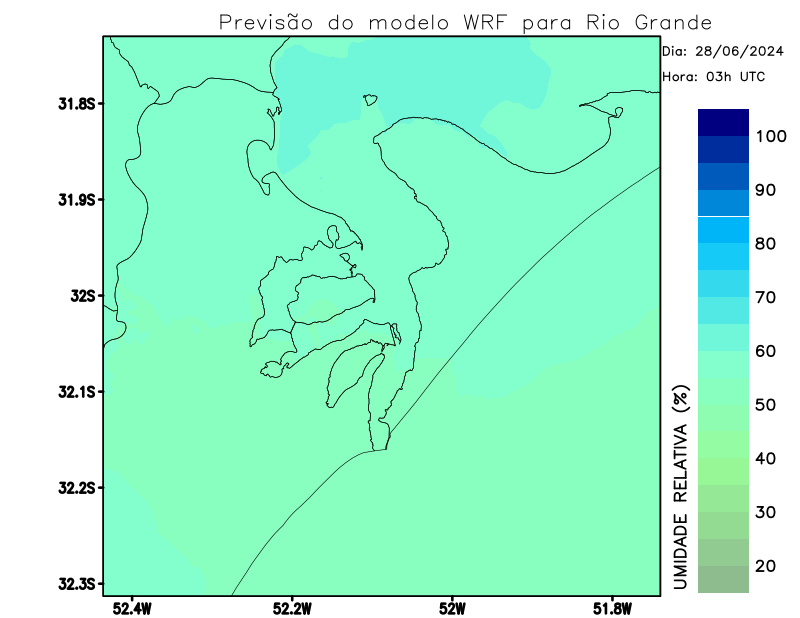 Previsão do modelo WRF para Rio Grande
Dia: 28/06/2024
Hora: 03h UTC
31.8S
31.9S
32S
32.1S
32.2S
32.3S
52.4W
52.2W
52W
51.8W
UMIDADE RELATIVA (%)
100
90
80
70
60
50
40
30
20